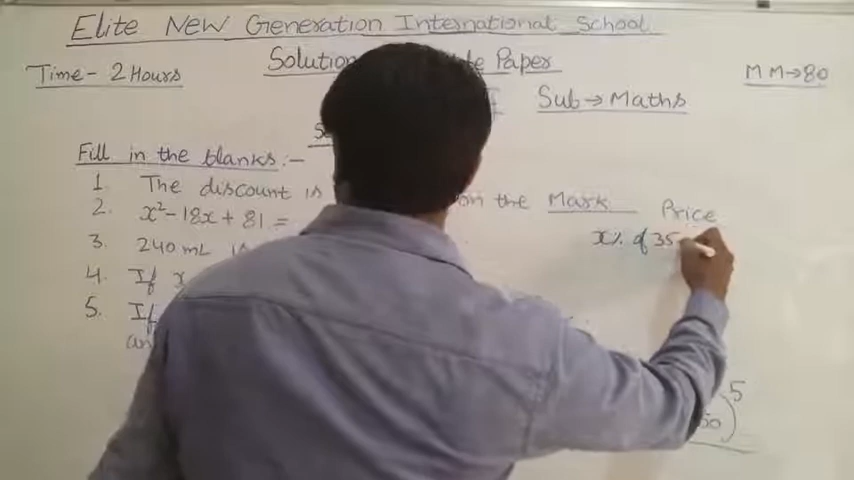 Elite New Generation International School
Solution Paper
Time- 2 Hours
MM→80
Sub→Maths
Fill in the blanks:-
1. The discount is on the Mark Price
2. x²-18x+81=
x% of 35
3. 240 mL
4. If x
5. If
5